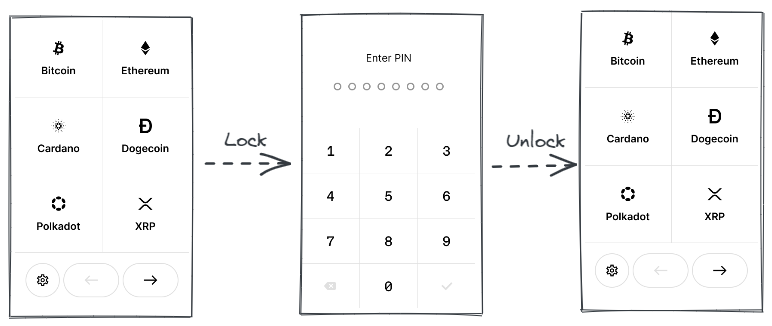 Bitcoin Ethereum
Cardano Dogecoin
Polkadot XRP
Lock
Enter PIN
1 2 3
4 5 6
7 8 9
0
Unlock
Bitcoin Ethereum
Cardano Dogecoin
Polkadot XRP